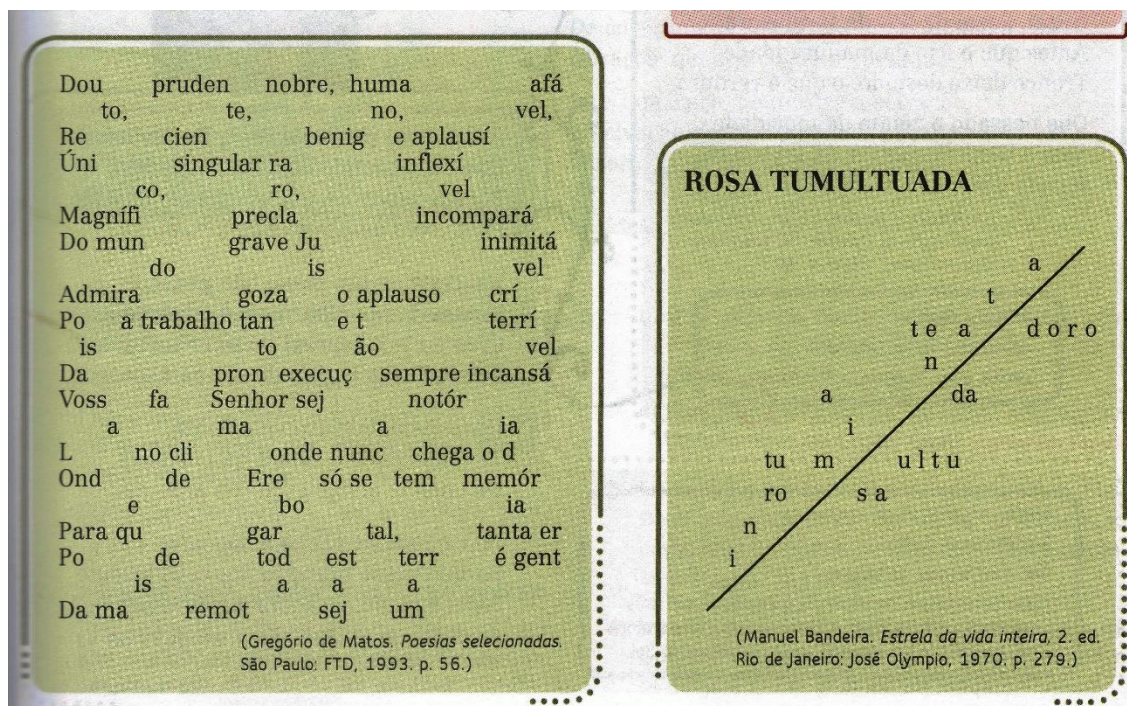 Dou pruden nobre, huma afá
to, te, no, vel,
Re cien benig e aplausí
Úni singular ra inflexí
co, ro, vel
Magnífi precla incompará
Do mun grave Ju inimitá
do is vel
Admira goza o aplauso crí
Po a trabalho tan e t terrí
is to ão vel
Da pron execuç sempre incansá
Voss fa Senhor sej notór
a ma a ia
L no cli onde nunc chega o d
Ond de Ere só se tem memór
e bo ia
Para qu gar tal, tanta er
Po de tod est terr é gent
is a a a
Da ma remot sej um
(Gregório de Matos. Poesias selecionadas.
São Paulo: FTD, 1993. p. 56.)
ROSA TUMULTUADA
a
t
te a doro
n
a da
i
tu m ultu
ro sa
n
i
(Manuel Bandeira. Estrela da vida inteira, 2. ed.
Rio de Janeiro: José Olympio, 1970. p. 279.)